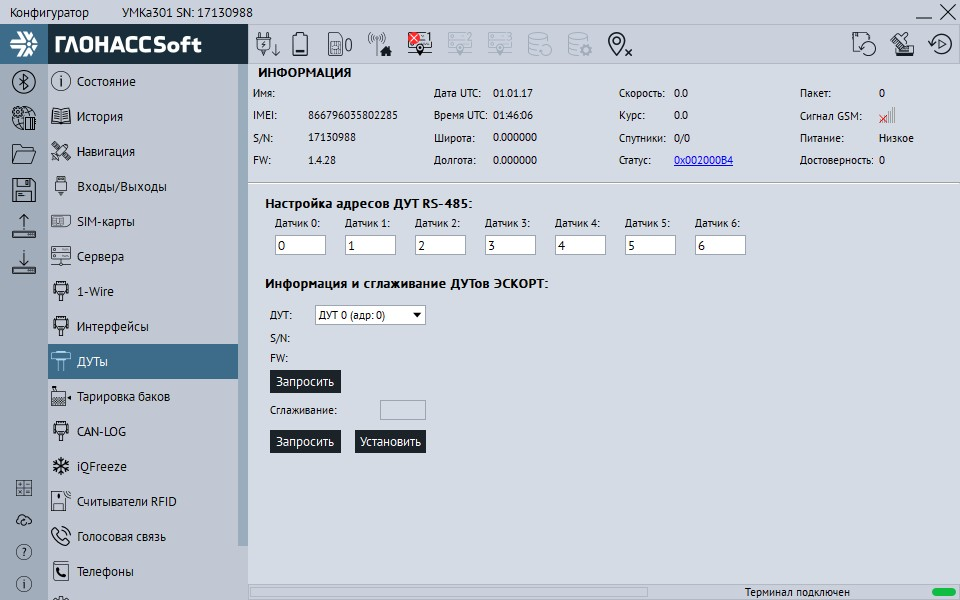 Конфигуратор УМКа301 SN: 17130988
ГЛОНАССSoft
0
1
2
3
Состояние
История
Навигация
Входы/Выходы
SIM-карты
Сервера
1-Wire
Интерфейсы
ДУТы
Тарировка баков
CAN-LOG
iQFreeze
Считыватели RFID
Голосовая связь
Телефоны
ИНФОРМАЦИЯ
Имя: Дата UTC: 01.01.17 Скорость: 0.0 Пакет: 0
IMEI: 866796035802285 Время UTC: 01:46:06 Курс: 0.0 Сигнал GSM:
S/N: 17130988 Широта: 0.000000 Спутники: 0/0 Питание: Низкое
FW: 1.4.28 Долгота: 0.000000 Статус: 0x002000B4 Достоверность: 0
Настройка адресов ДУТ RS-485:
Датчик 0: Датчик 1: Датчик 2: Датчик 3: Датчик 4: Датчик 5: Датчик 6:
0 1 2 3 4 5 6
Информация и сглаживание ДУТов ЭСКОРТ:
ДУТ: ДУТ 0 (адр: 0)
S/N:
FW:
Запросить
Сглаживание:
Запросить Установить
Терминал подключен